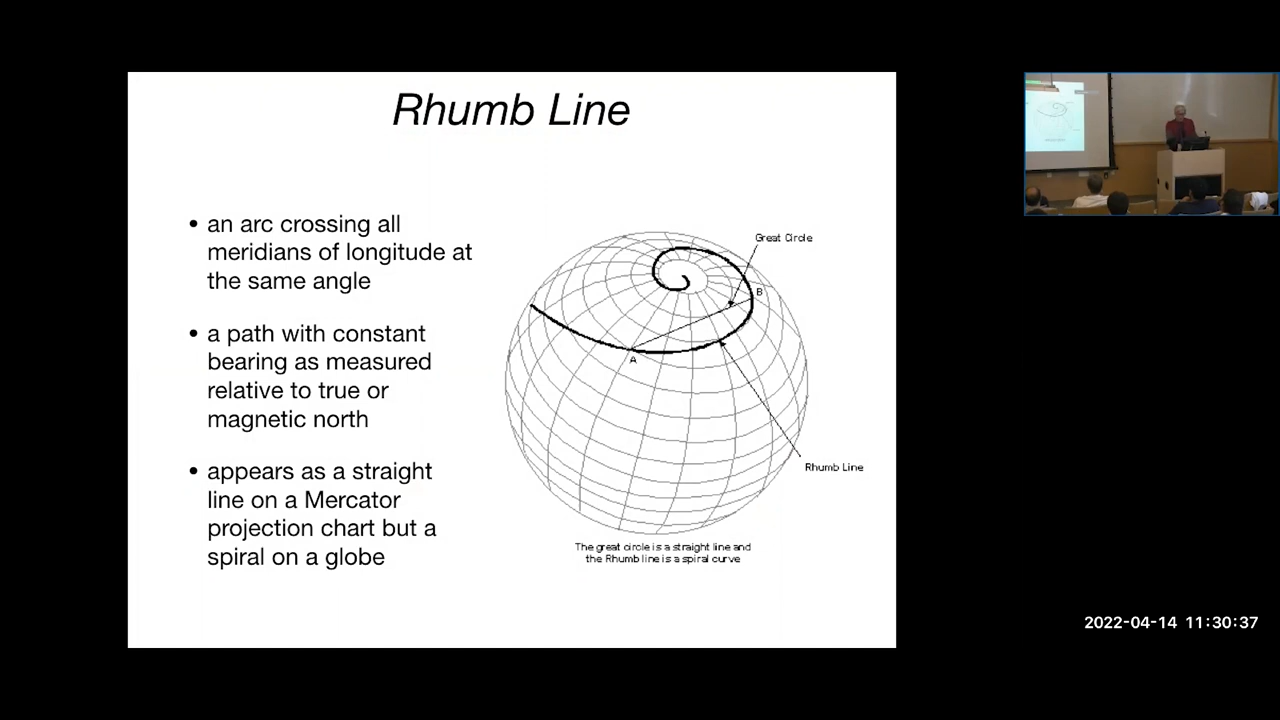 Rhumb Line
• an arc crossing all
meridians of longitude at
the same angle
• a path with constant
bearing as measured
relative to true or
magnetic north
• appears as a straight
line on a Mercator
projection chart but a
spiral on a globe
Great Circle
B
A
Rhumb Line
The great circle is a straight line and
the Rhumb line is a spiral curve
2022-04-14 11:30:37